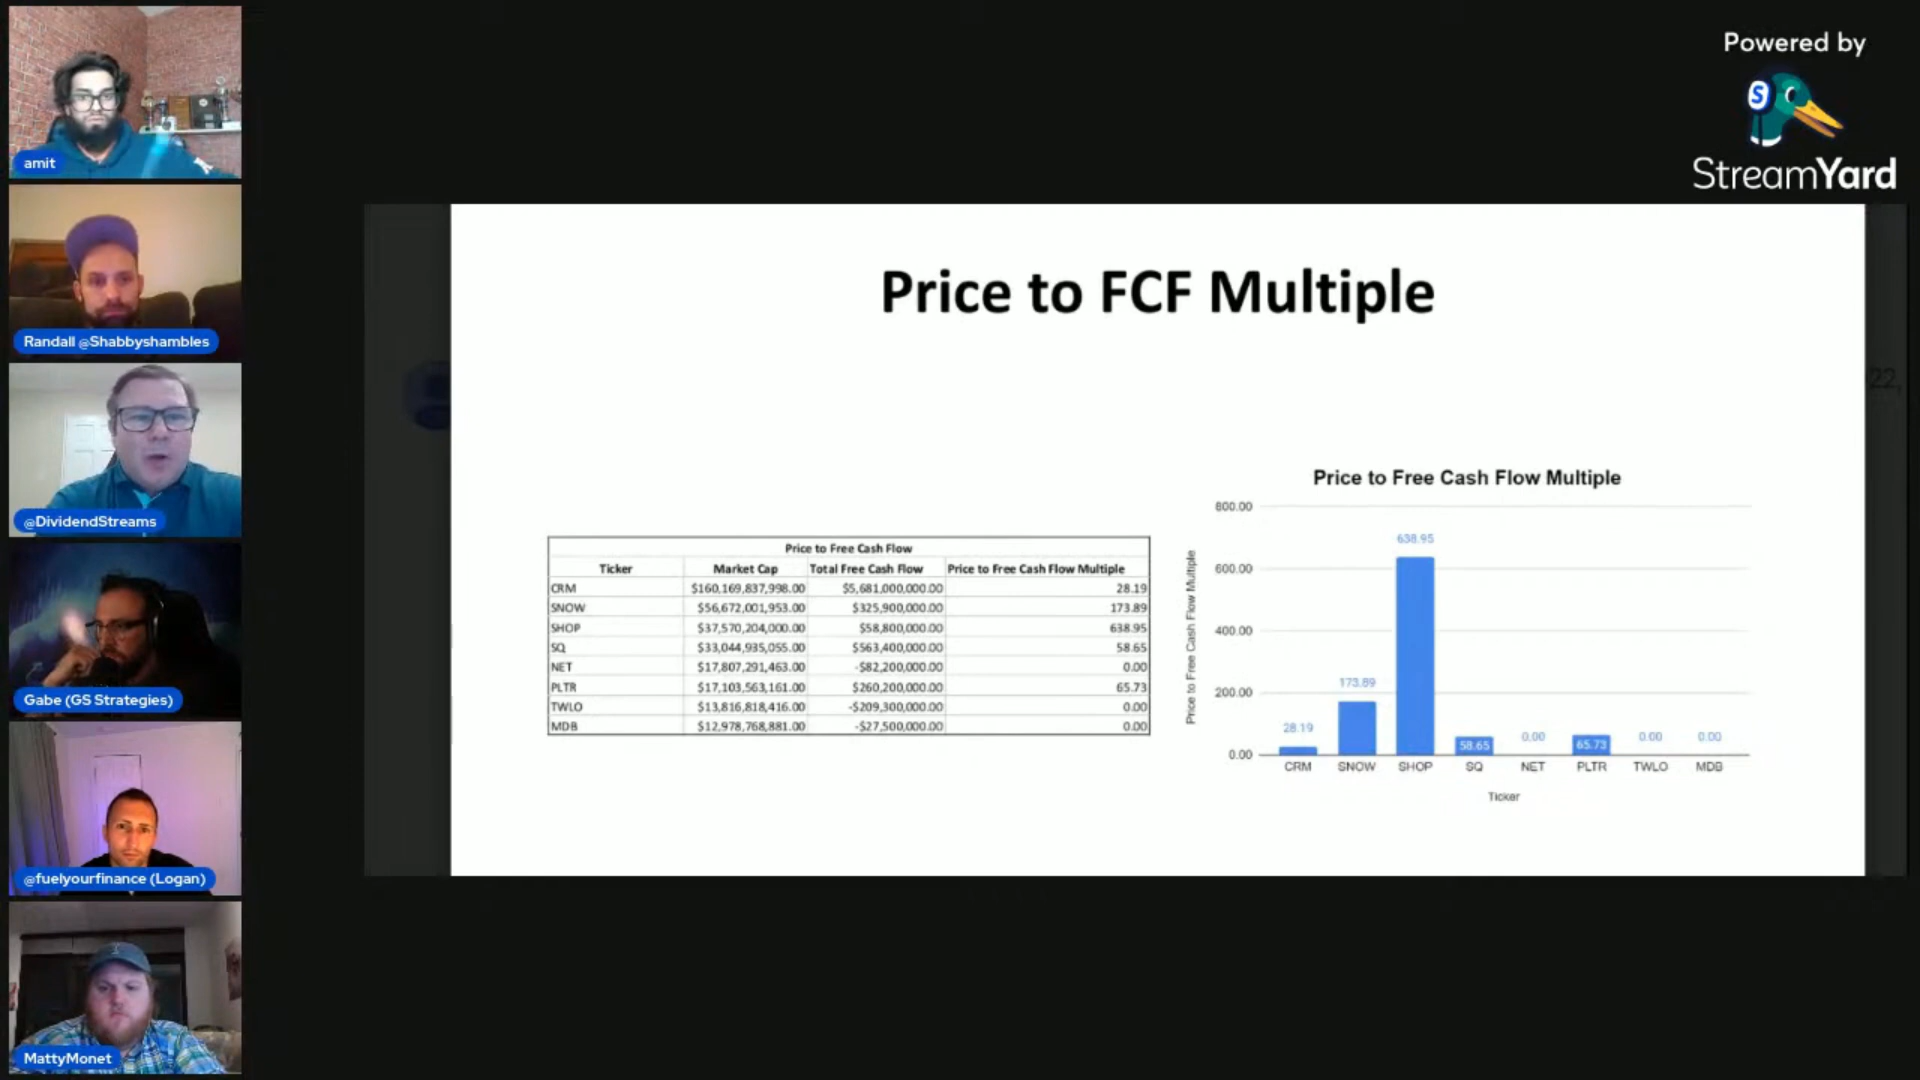 amit
Randall @Shabbyshambles
@DividendStreams
Gabe (GS Strategies)
@fuelyourfinance (Logan)
MattyMonet
Powered by
S
StreamYard
22,
Price to FCF Multiple
Price to Free Cash Flow
Ticker Market Cap Total Free Cash Flow Price to Free Cash Flow Multiple
CRM $160,169,837,998.00 $5,681,000,000.00 28.19
SNOW $56,672,001,953.00 $325,900,000.00 173.89
SHOP $37,570,204,000.00 $58,800,000.00 638.95
SQ $33,044,935,055.00 $563,400,000.00 58.65
NET $17,807,291,463.00 -$82,200,000.00 0.00
PLTR $17,103,563,161.00 $260,200,000.00 65.73
TWLO $13,816,818,416.00 -$209,300,000.00 0.00
MDB $12,978,768,881.00 -$27,500,000.00 0.00
Price to Free Cash Flow Multiple
Price to Free Cash Flow Multiple
800.00
600.00
400.00
200.00
0.00
28.19 173.89 638.95 58.65 0.00 65.73 0.00 0.00
CRM SNOW SHOP SQ NET PLTR TWLO MDB
Ticker